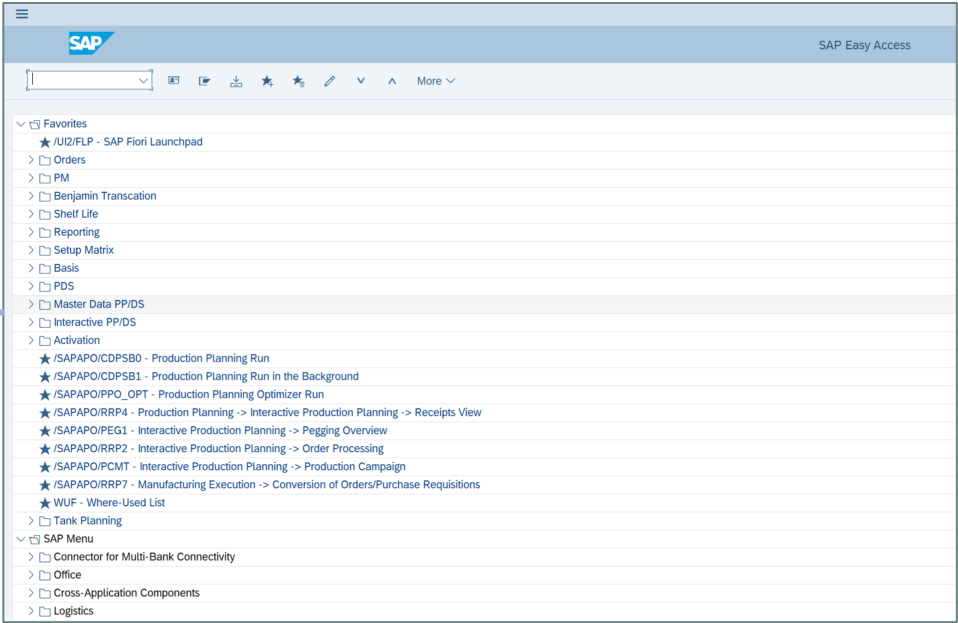 SAP
SAP Easy Access
More
Favorites
/UI2/FLP - SAP Fiori Launchpad
Orders
PM
Benjamin Transcation
Shelf Life
Reporting
Setup Matrix
Basis
PDS
Master Data PP/DS
Interactive PP/DS
Activation
/SAPAPO/CDPSB0 - Production Planning Run
/SAPAPO/CDPSB1 - Production Planning Run in the Background
/SAPAPO/PPO_OPT - Production Planning Optimizer Run
/SAPAPO/RRP4 - Production Planning -> Interactive Production Planning -> Receipts View
/SAPAPO/PEG1 - Interactive Production Planning -> Pegging Overview
/SAPAPO/RRP2 - Interactive Production Planning -> Order Processing
/SAPAPO/PCMT - Interactive Production Planning -> Production Campaign
/SAPAPO/RRP7 - Manufacturing Execution -> Conversion of Orders/Purchase Requisitions
WUF - Where-Used List
Tank Planning
SAP Menu
Connector for Multi-Bank Connectivity
Office
Cross-Application Components
Logistics